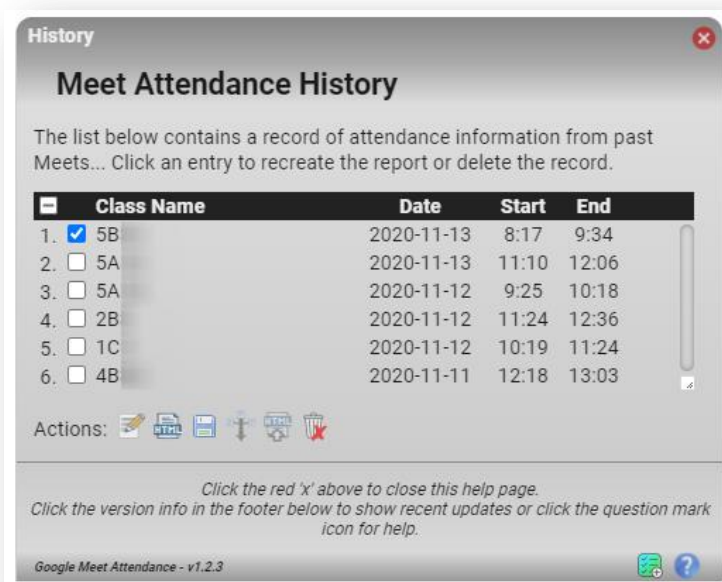 History
Meet Attendance History
The list below contains a record of attendance information from past
Meets... Click an entry to recreate the report or delete the record.
Class Name Date Start End
1. 5B 2020-11-13 8:17 9:34
2. 5A 2020-11-13 11:10 12:06
3. 5A 2020-11-12 9:25 10:18
4. 2B 2020-11-12 11:24 12:36
5. 1C 2020-11-12 10:19 11:24
6. 4B 2020-11-11 12:18 13:03
Actions: HTML HTML
Click the red 'x' above to close this help page.
Click the version info in the footer below to show recent updates or click the question mark
icon for help.
Google Meet Attendance - v1.2.3